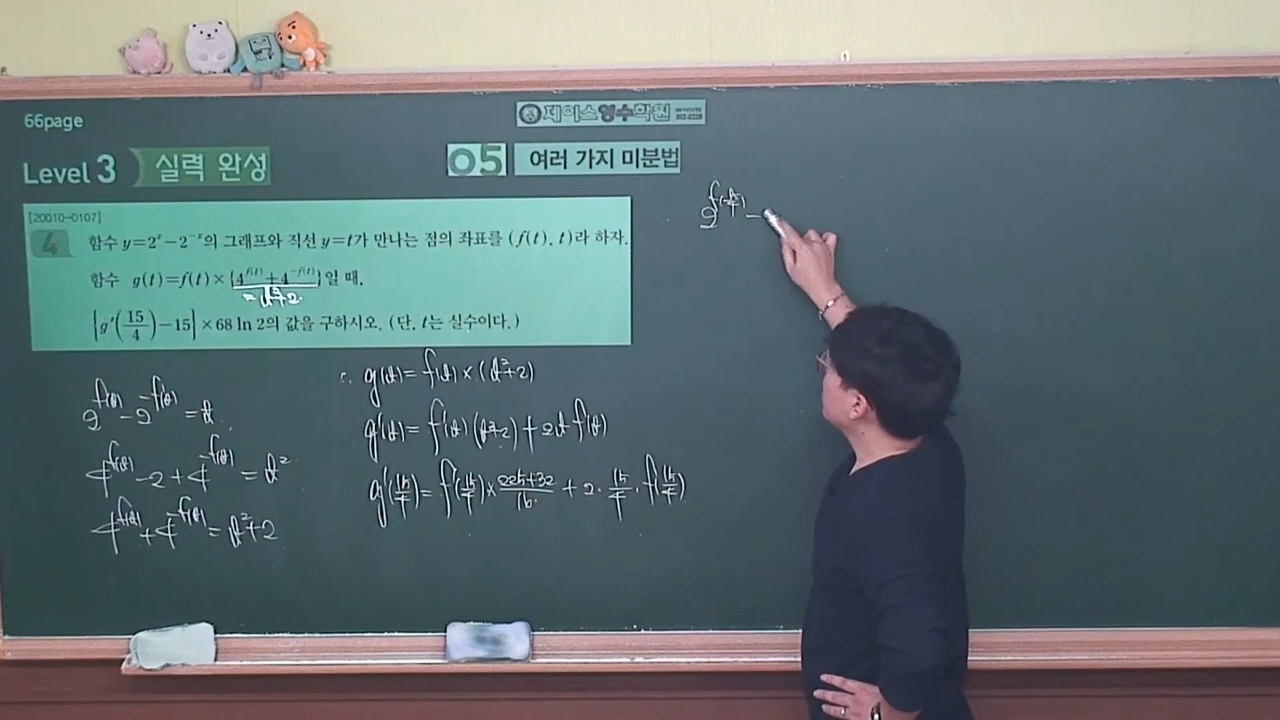 66page
제이스영수학원
Level 3 실력 완성
05 여러 가지 미분법
[20010-0107]
4 함수 y=2^x-2^{-x}의 그래프와 직선 y=t가 만나는 점의 좌표를 (f(t), t)라 하자.
함수 g(t)=f(t)×{4^{f(t)}+4^{-f(t)}}일 때,
=t²+2
{g'(15/4)-15}×68 ln 2의 값을 구하시오. (단, t는 실수이다.)
2^{f(t)}-2^{-f(t)}=t
4^{f(t)}-2+4^{-f(t)}=t²
4^{f(t)}+4^{-f(t)}=t²+2
∴ g(t)=f(t)×(t²+2)
g'(t)=f'(t)(t²+2)+2t f(t)
g'(15/4)=f'(15/4)×(225+32)/16+2·15/4·f(15/4)